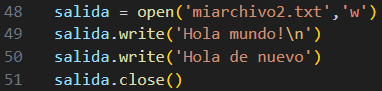 48 salida = open('miarchivo2.txt','w')
49 salida.write('Hola mundo!\n')
50 salida.write('Hola de nuevo')
51 salida.close()